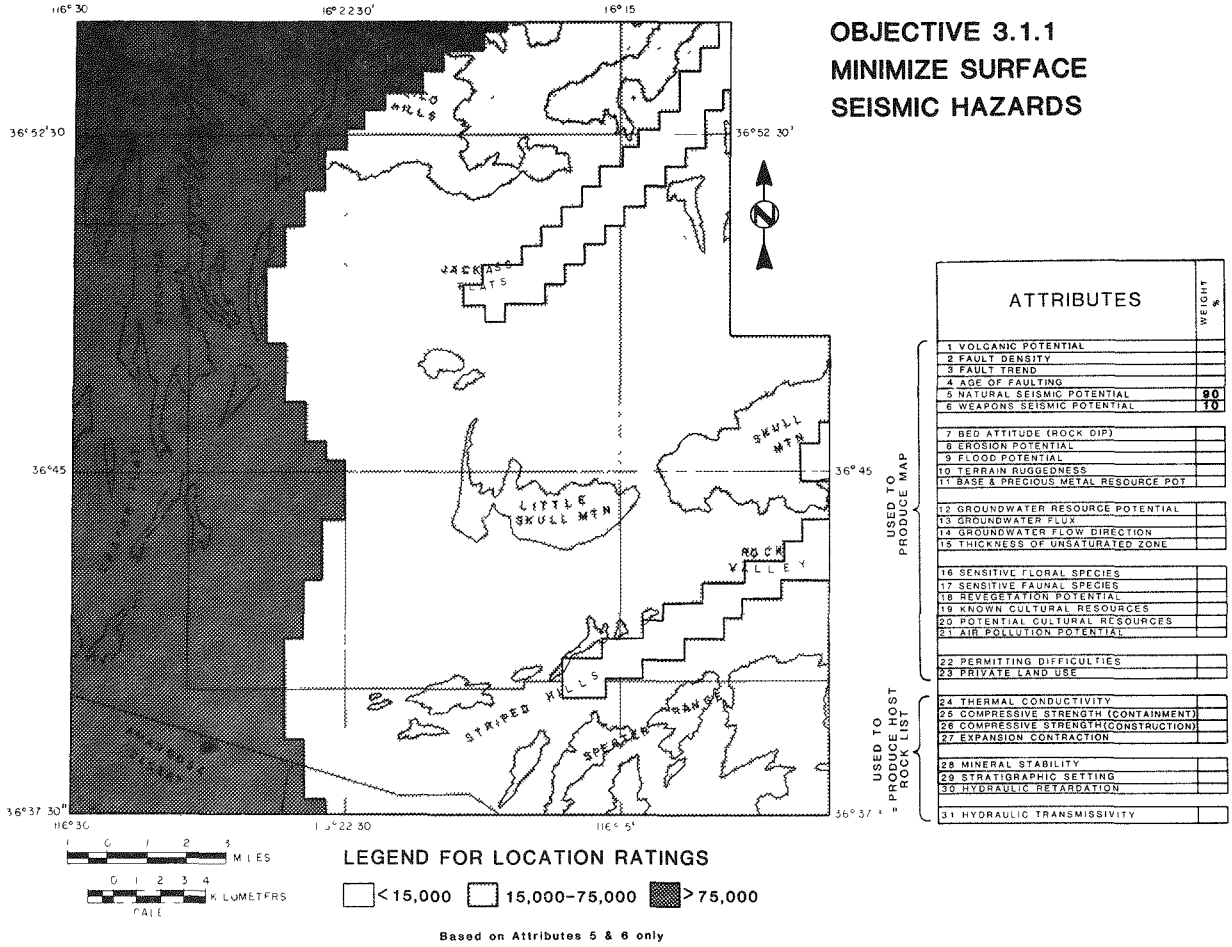 116° 30
16° 22 30'
16° 15
OBJECTIVE 3.1.1
MINIMIZE SURFACE
SEISMIC HAZARDS
HILLS
36° 52'30
36° 52 30'
N
JACKASS
FLATS
SKULL
MTN
36° 45
36° 45
LITTLE
SKULL MTN
ROCK
VALLEY
STRIPED HILLS
SPECTER RANGE
DESERT
36° 37 30"
36° 37
116° 30
22 30
116° 5'
ATTRIBUTES
WEIGHT %
USED TO
PRODUCE MAP
1 VOLCANIC POTENTIAL
2 FAULT DENSITY
3 FAULT TREND
4 AGE OF FAULTING
5 NATURAL SEISMIC POTENTIAL 90
6 WEAPONS SEISMIC POTENTIAL 10
7 BED ATTITUDE (ROCK DIP)
8 EROSION POTENTIAL
9 FLOOD POTENTIAL
10 TERRAIN RUGGEDNESS
11 BASE & PRECIOUS METAL RESOURCE POT
12 GROUNDWATER RESOURCE POTENTIAL
13 GROUNDWATER FLUX
14 GROUNDWATER FLOW DIRECTION
15 THICKNESS OF UNSATURATED ZONE
16 SENSITIVE FLORAL SPECIES
17 SENSITIVE FAUNAL SPECIES
18 REVEGETATION POTENTIAL
19 KNOWN CULTURAL RESOURCES
20 POTENTIAL CULTURAL RESOURCES
21 AIR POLLUTION POTENTIAL
22 PERMITTING DIFFICULTIES
23 PRIVATE LAND USE
USED TO
PRODUCE HOST
ROCK LIST
24 THERMAL CONDUCTIVITY
25 COMPRESSIVE STRENGTH (CONTAINMENT)
26 COMPRESSIVE STRENGTH(CONSTRUCTION)
27 EXPANSION CONTRACTION
28 MINERAL STABILITY
29 STRATIGRAPHIC SETTING
30 HYDRAULIC RETARDATION
31 HYDRAULIC TRANSMISSIVITY
1 0 1 2 3
M LES
0 1 2 3 4
K LOMETERS
CALE
LEGEND FOR LOCATION RATINGS
<15,000 15,000–75,000 >75,000
Based on Attributes 5 & 6 only